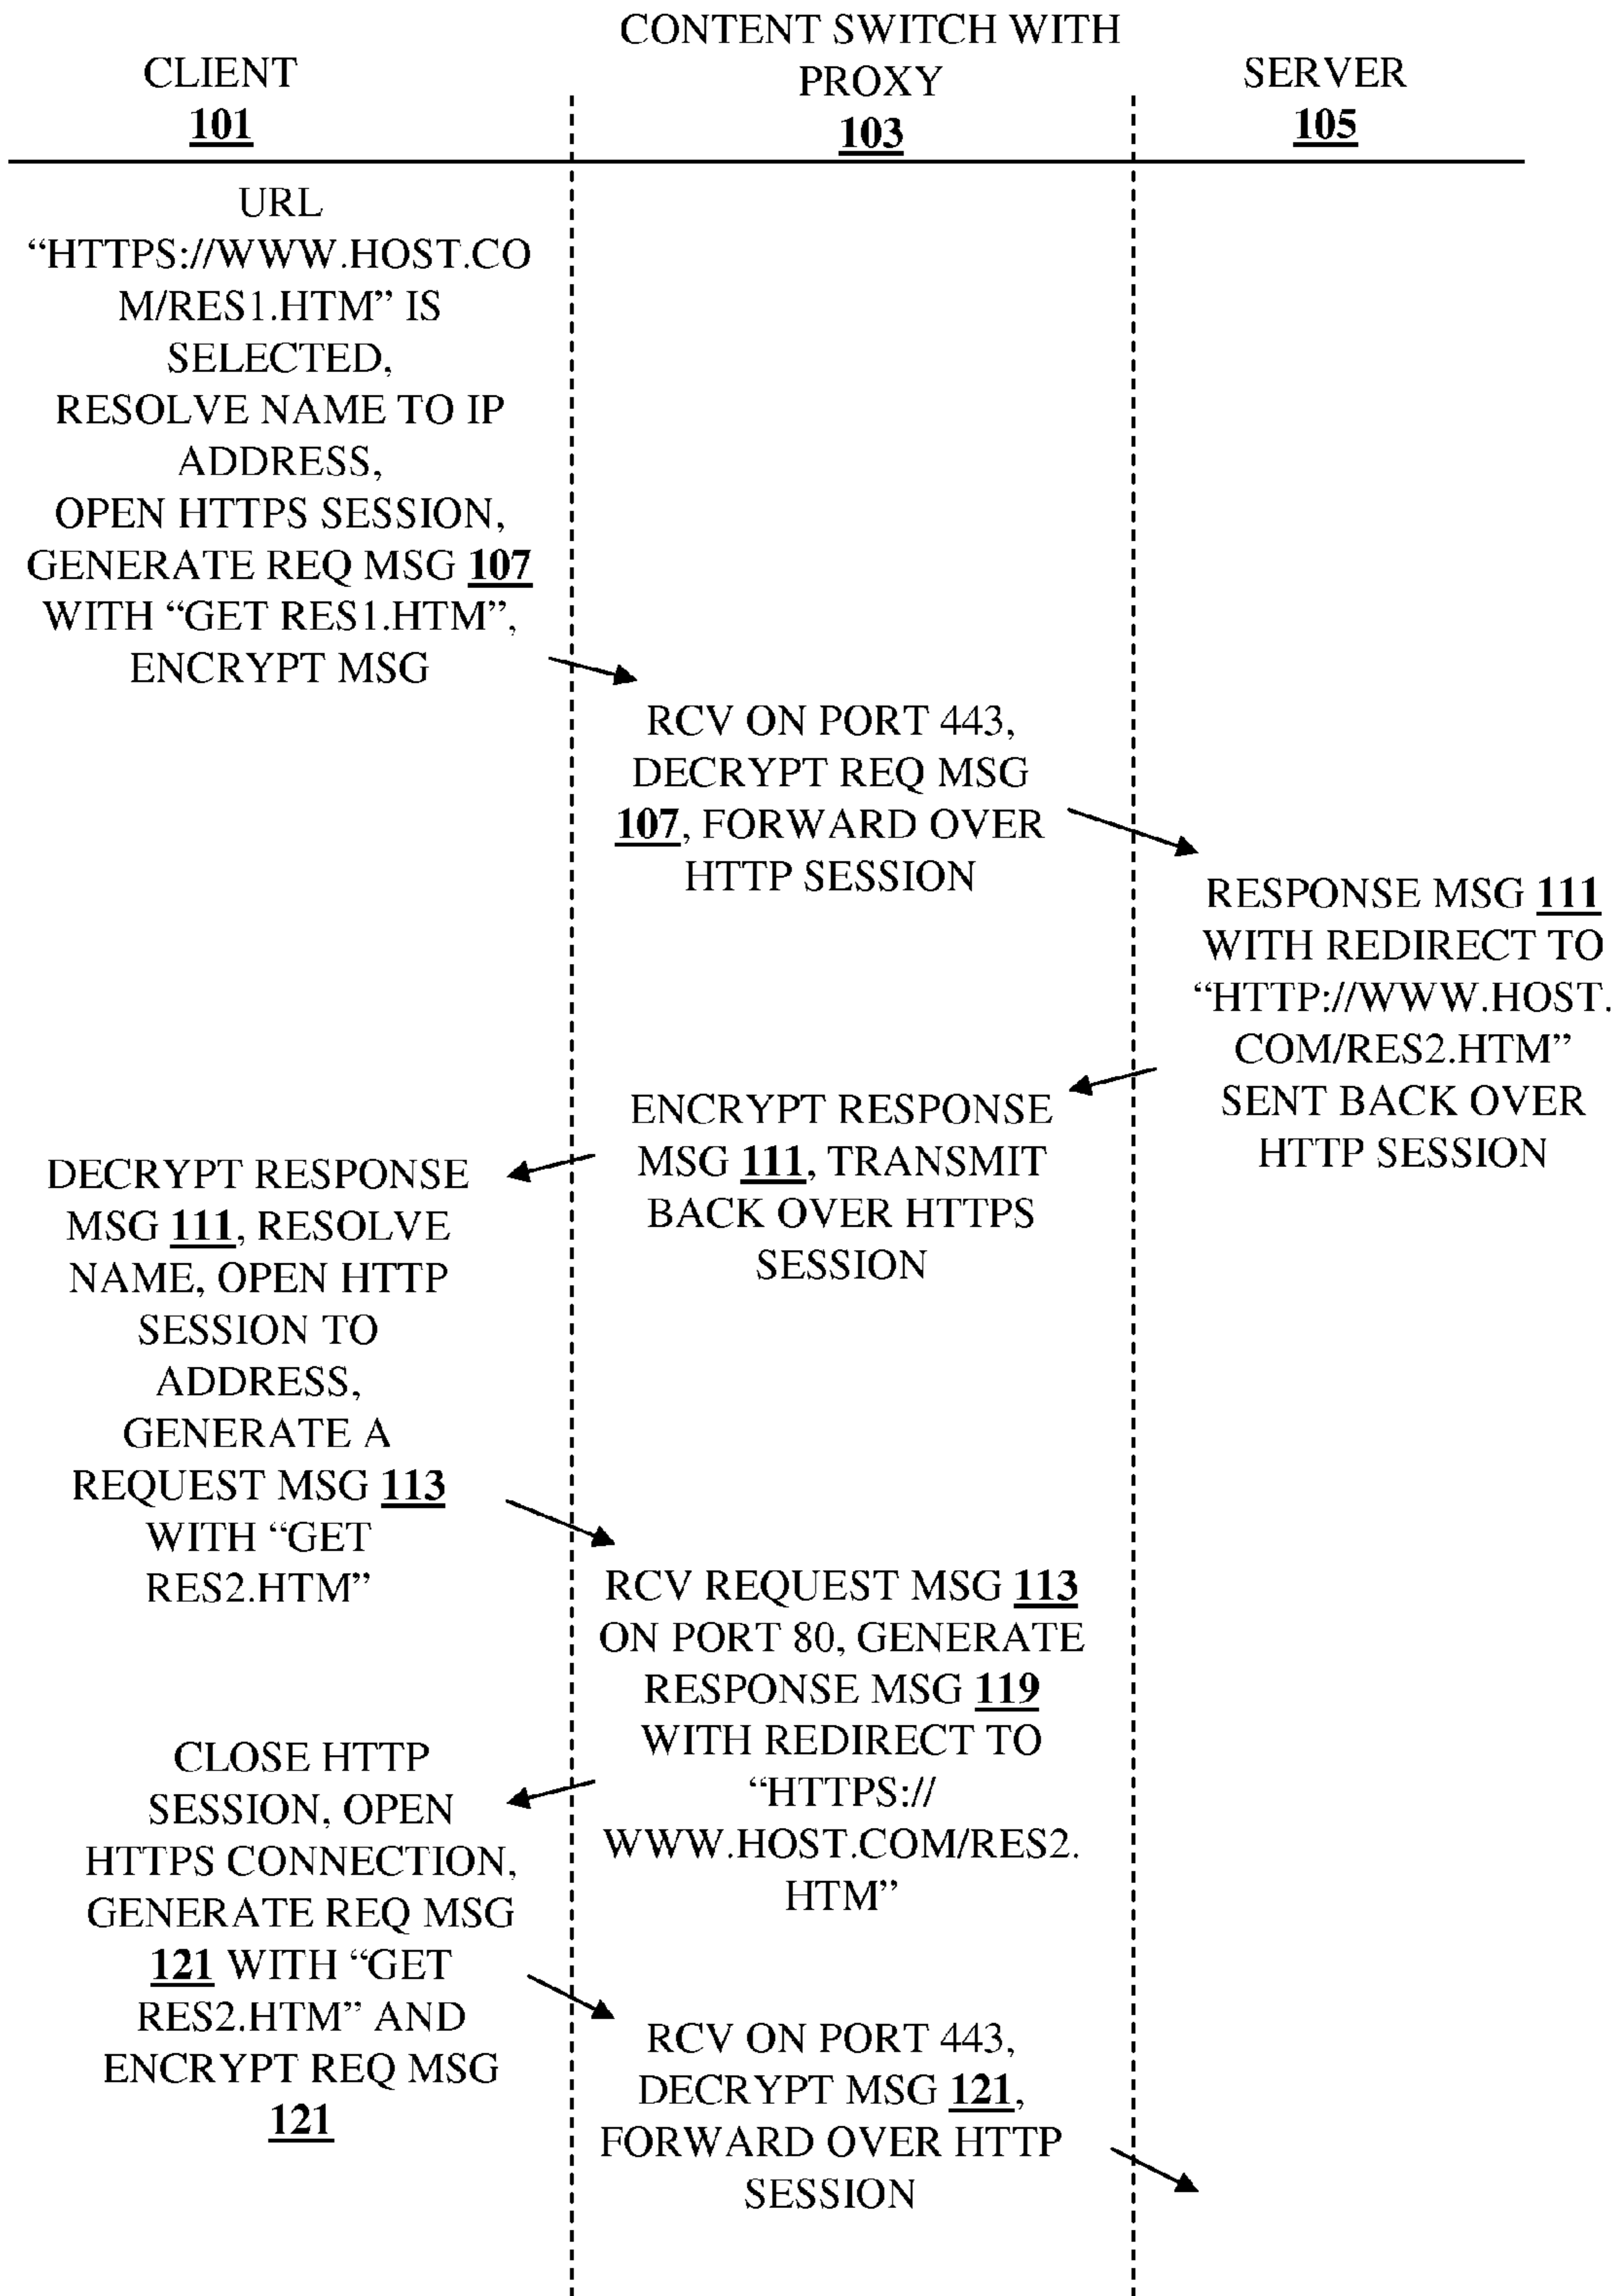 CLIENT
101
CONTENT SWITCH WITH
PROXY
103
SERVER
105
URL
“HTTPS://WWW.HOST.CO
M/RES1.HTM” IS
SELECTED,
RESOLVE NAME TO IP
ADDRESS,
OPEN HTTPS SESSION,
GENERATE REQ MSG 107
WITH “GET RES1.HTM”,
ENCRYPT MSG
RCV ON PORT 443,
DECRYPT REQ MSG
107, FORWARD OVER
HTTP SESSION
RESPONSE MSG 111
WITH REDIRECT TO
“HTTP://WWW.HOST.
COM/RES2.HTM”
SENT BACK OVER
HTTP SESSION
ENCRYPT RESPONSE
MSG 111, TRANSMIT
BACK OVER HTTPS
SESSION
DECRYPT RESPONSE
MSG 111, RESOLVE
NAME, OPEN HTTP
SESSION TO
ADDRESS,
GENERATE A
REQUEST MSG 113
WITH “GET
RES2.HTM”
RCV REQUEST MSG 113
ON PORT 80, GENERATE
RESPONSE MSG 119
WITH REDIRECT TO
“HTTPS://
WWW.HOST.COM/RES2.
HTM”
CLOSE HTTP
SESSION, OPEN
HTTPS CONNECTION,
GENERATE REQ MSG
121 WITH “GET
RES2.HTM” AND
ENCRYPT REQ MSG
121
RCV ON PORT 443,
DECRYPT MSG 121,
FORWARD OVER HTTP
SESSION